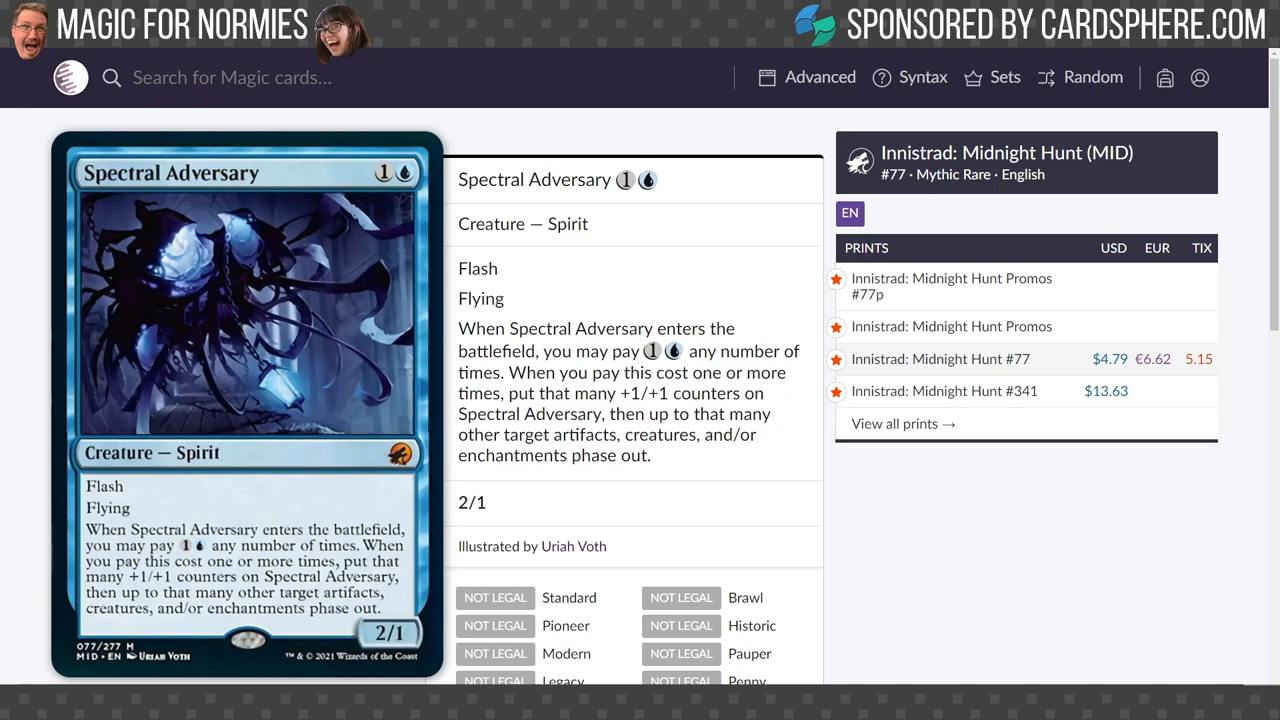 MAGIC FOR NORMIES
SPONSORED BY CARDSPHERE.COM
Search for Magic cards...
Advanced
Syntax
Sets
Random
Spectral Adversary 1
Creature — Spirit
Flash
Flying
When Spectral Adversary enters the battlefield,
you may pay 1 any number of times. When
you pay this cost one or more times, put that
many +1/+1 counters on Spectral Adversary,
then up to that many other target artifacts,
creatures, and/or enchantments phase out.
2/1
077/277 M
MID • EN URIAH VOTH
™ & © 2021 Wizards of the Coast
Spectral Adversary 1
Creature — Spirit
Flash
Flying
When Spectral Adversary enters the
battlefield, you may pay 1 any number of
times. When you pay this cost one or more
times, put that many +1/+1 counters on
Spectral Adversary, then up to that many
other target artifacts, creatures, and/or
enchantments phase out.
2/1
Illustrated by Uriah Voth
NOT LEGAL Standard NOT LEGAL Brawl
NOT LEGAL Pioneer NOT LEGAL Historic
NOT LEGAL Modern NOT LEGAL Pauper
NOT LEGAL Legacy NOT LEGAL Penny
Innistrad: Midnight Hunt (MID)
#77 · Mythic Rare · English
EN
PRINTS USD EUR TIX
Innistrad: Midnight Hunt Promos
#77p
Innistrad: Midnight Hunt Promos
Innistrad: Midnight Hunt #77 $4.79 €6.62 5.15
Innistrad: Midnight Hunt #341 $13.63
View all prints →